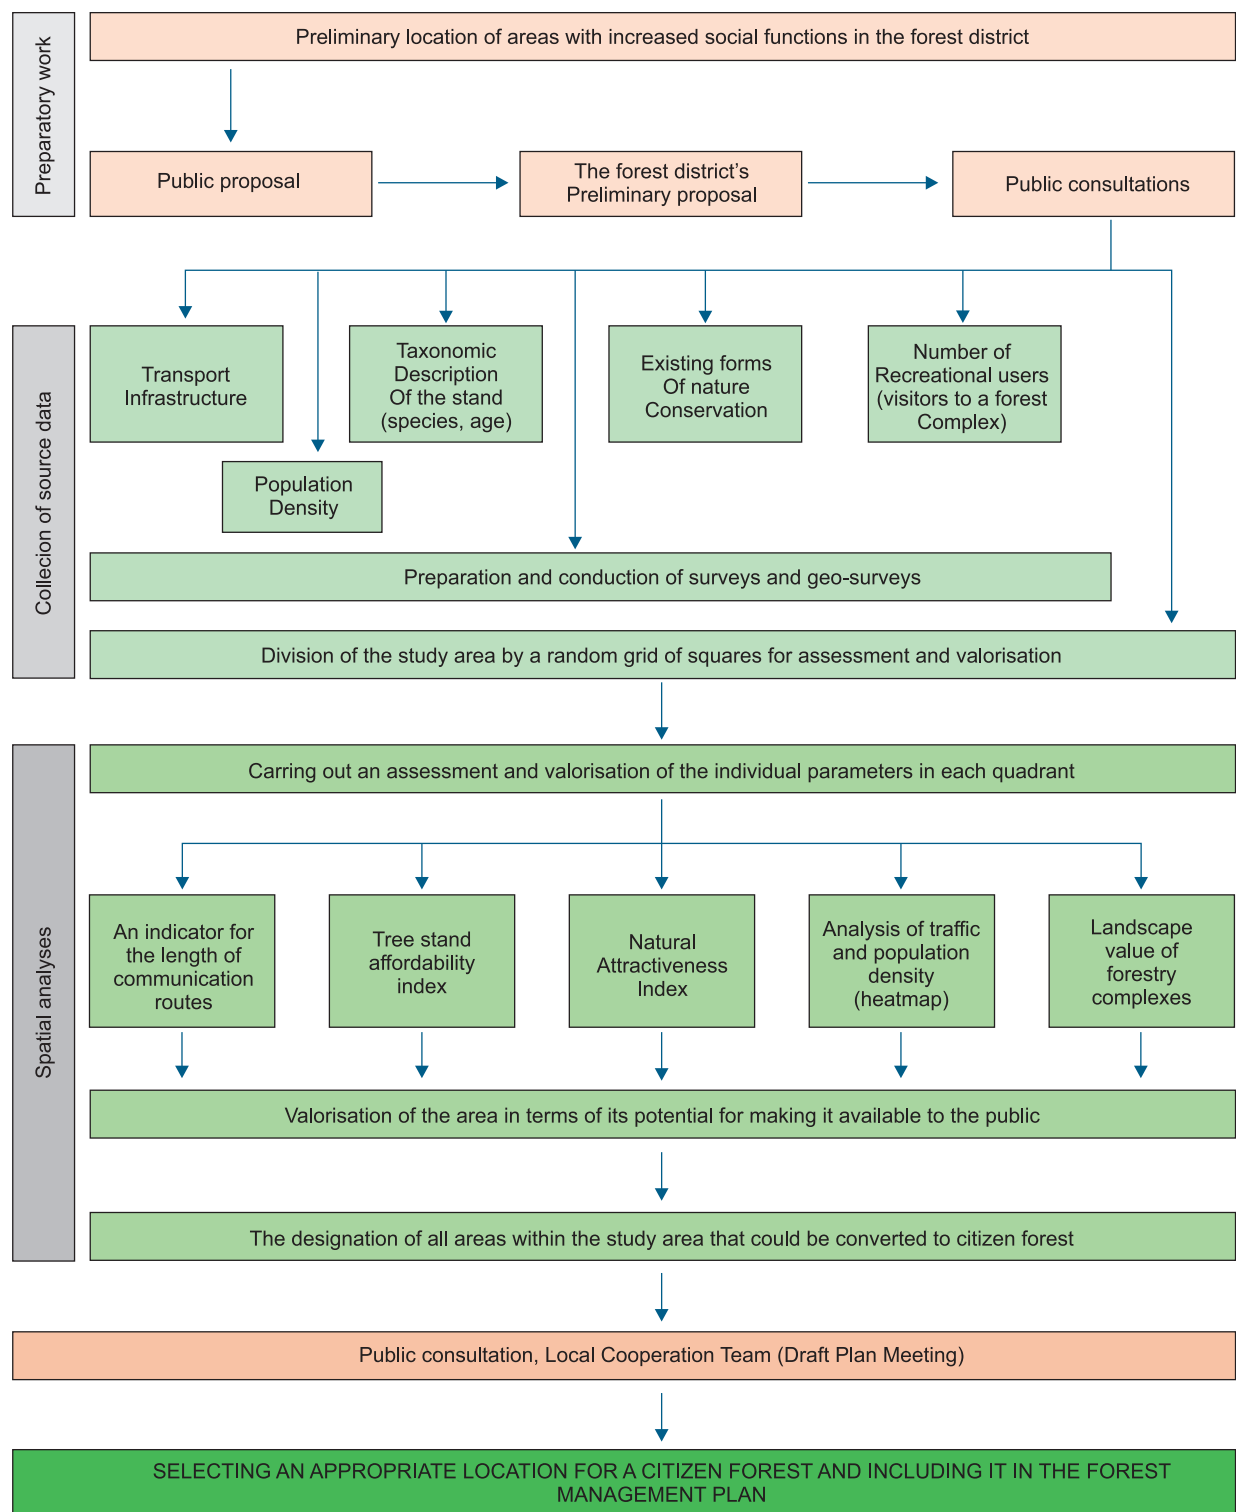 Preparatory work
Preliminary location of areas with increased social functions in the forest district
Public proposal
The forest district's
Preliminary proposal
Public consultations
Collecion of source data
Transport
Infrastructure
Taxonomic
Description
Of the stand
(species, age)
Existing forms
Of nature
Conservation
Number of
Recreational users
(visitors to a forest
Complex)
Population
Density
Preparation and conduction of surveys and geo-surveys
Division of the study area by a random grid of squares for assessment and valorisation
Spatial analyses
Carring out an assessment and valorisation of the individual parameters in each quadrant
An indicator for
the length of
communication
routes
Tree stand
affordability
index
Natural
Attractiveness
Index
Analysis of traffic
and population
density
(heatmap)
Landscape
value of
forestry
complexes
Valorisation of the area in terms of its potential for making it available to the public
The designation of all areas within the study area that could be converted to citizen forest
Public consultation, Local Cooperation Team (Draft Plan Meeting)
SELECTING AN APPROPRIATE LOCATION FOR A CITIZEN FOREST AND INCLUDING IT IN THE FOREST
MANAGEMENT PLAN